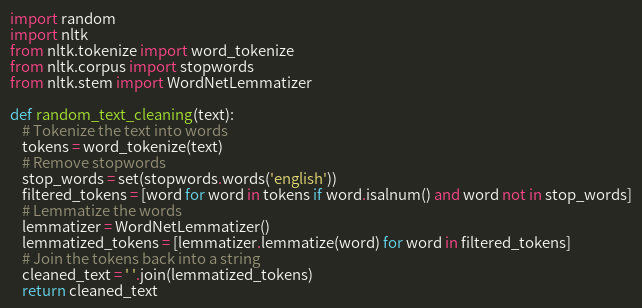 import random
import nltk
from nltk.tokenize import word_tokenize
from nltk.corpus import stopwords
from nltk.stem import WordNetLemmatizer
def random_text_cleaning(text):
# Tokenize the text into words
tokens = word_tokenize(text)
# Remove stopwords
stop_words = set(stopwords.words('english'))
filtered_tokens = [word for word in tokens if word.isalnum() and word not in stop_words]
# Lemmatize the words
lemmatizer = WordNetLemmatizer()
lemmatized_tokens = [lemmatizer.lemmatize(word) for word in filtered_tokens]
# Join the tokens back into a string
cleaned_text = ' '.join(lemmatized_tokens)
return cleaned_text